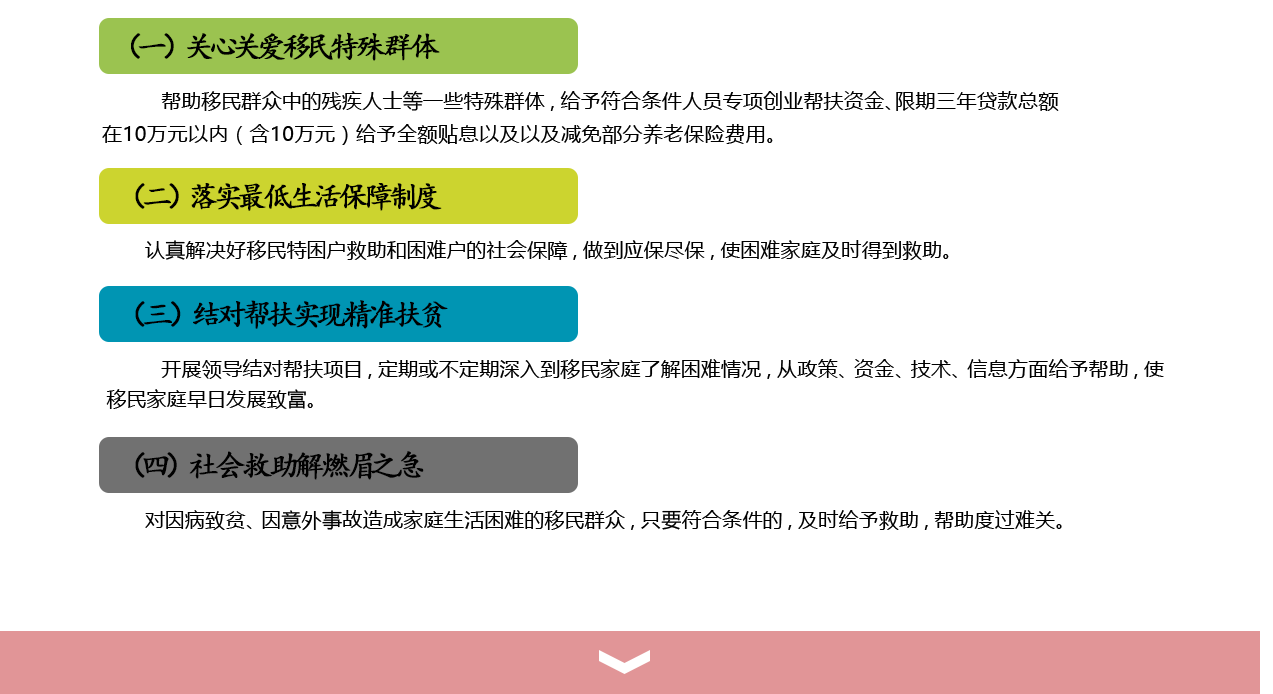 （一）关心关爱移民特殊群体
帮助移民群众中的残疾人士等一些特殊群体，给予符合条件人员专项创业帮扶资金、限期三年贷款总额
在10万元以内（含10万元）给予全额贴息以及以及减免部分养老保险费用。
（二）落实最低生活保障制度
认真解决好移民特困户救助和困难户的社会保障，做到应保尽保，使困难家庭及时得到救助。
（三）结对帮扶实现精准扶贫
开展领导结对帮扶项目，定期或不定期深入到移民家庭了解困难情况，从政策、资金、技术、信息方面给予帮助，使
移民家庭早日发展致富。
（四）社会救助解燃眉之急
对因病致贫、因意外事故造成家庭生活困难的移民群众，只要符合条件的，及时给予救助，帮助度过难关。